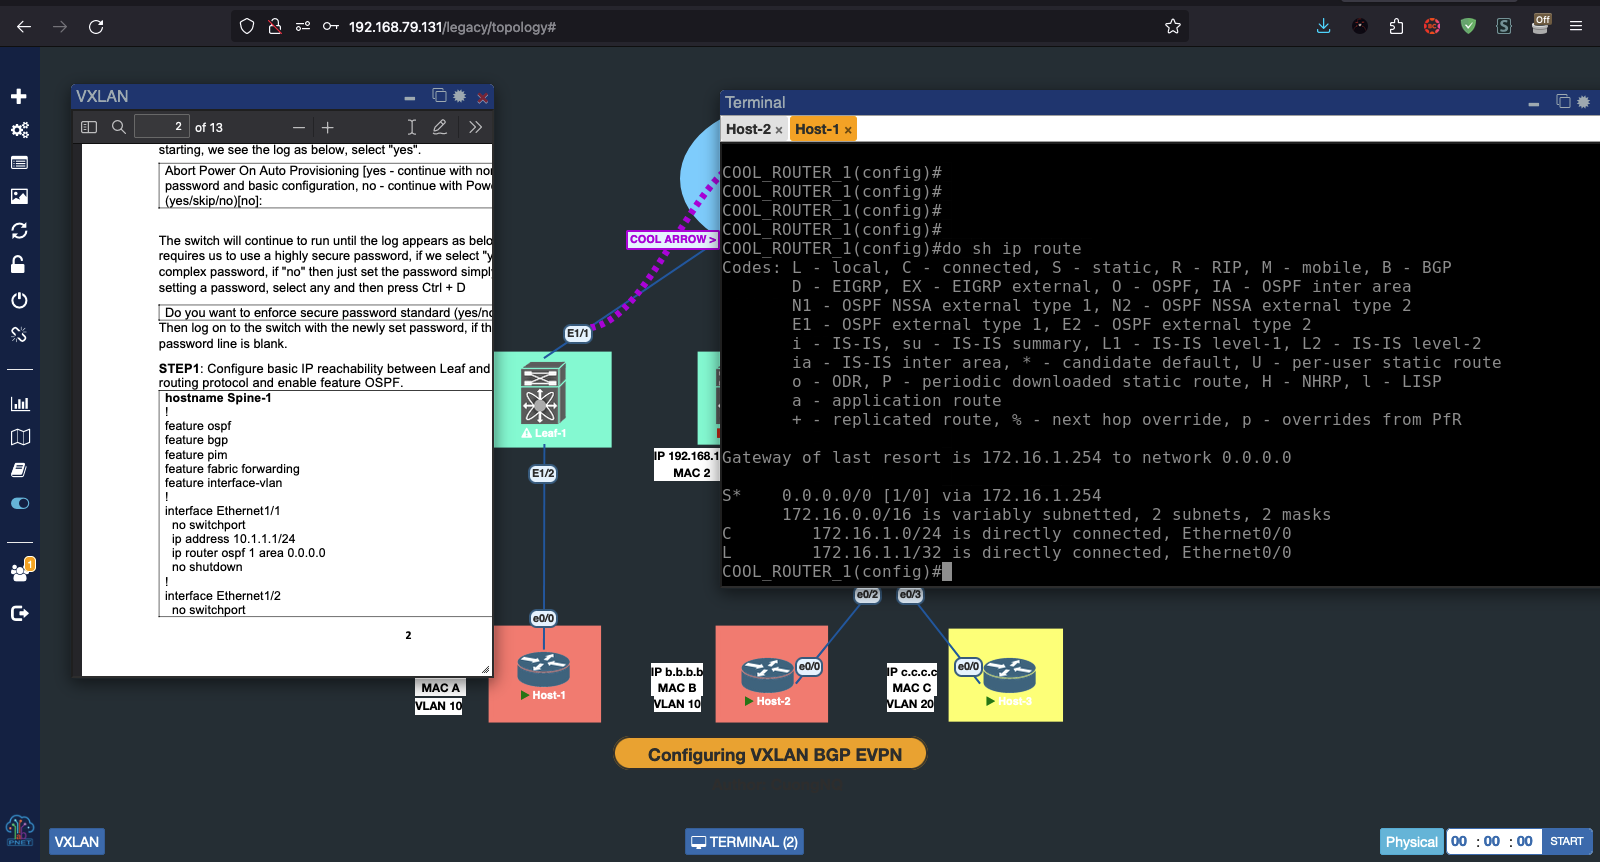 192.168.79.131/legacy/topology#
Off
VXLAN
2 of 13
starting, we see the log as below, select "yes".
Abort Power On Auto Provisioning [yes - continue with
password and basic configuration, no - continue with
(yes/skip/no)[no]:
The switch will continue to run until the log appears as
requires us to use a highly secure password, if we select
complex password, if "no" then just set the password
setting a password, select any and then press Ctrl + D
Do you want to enforce secure password standard
Then log on to the switch with the newly set password, if
password line is blank.
STEP1: Configure basic IP reachability between Leaf and
routing protocol and enable feature OSPF.
hostname Spine-1
!
feature ospf
feature bgp
feature pim
feature fabric forwarding
feature interface-vlan
!
interface Ethernet1/1
no switchport
ip address 10.1.1.1/24
ip router ospf 1 area 0.0.0.0
no shutdown
!
interface Ethernet1/2
no switchport
2
COOL ARROW >
E1/1
Leaf-1
E1/2
IP 192.168.1
MAC 2
Terminal
Host-2 × Host-1 ×
COOL_ROUTER_1(config)#
COOL_ROUTER_1(config)#
COOL_ROUTER_1(config)#
COOL_ROUTER_1(config)#
COOL_ROUTER_1(config)#do sh ip route
Codes: L - local, C - connected, S - static, R - RIP, M - mobile, B - BGP
D - EIGRP, EX - EIGRP external, O - OSPF, IA - OSPF inter area
N1 - OSPF NSSA external type 1, N2 - OSPF NSSA external type 2
E1 - OSPF external type 1, E2 - OSPF external type 2
i - IS-IS, su - IS-IS summary, L1 - IS-IS level-1, L2 - IS-IS level-2
ia - IS-IS inter area, * - candidate default, U - per-user static route
o - ODR, P - periodic downloaded static route, H - NHRP, l - LISP
a - application route
+ - replicated route, % - next hop override, p - overrides from PfR
Gateway of last resort is 172.16.1.254 to network 0.0.0.0
S* 0.0.0.0/0 [1/0] via 172.16.1.254
172.16.0.0/16 is variably subnetted, 2 subnets, 2 masks
C 172.16.1.0/24 is directly connected, Ethernet0/0
L 172.16.1.1/32 is directly connected, Ethernet0/0
COOL_ROUTER_1(config)#
e0/2 e0/3
e0/0
MAC A
VLAN 10
Host-1
IP b.b.b.b
MAC B
VLAN 10
e0/0
Host-2
IP c.c.c.c
MAC C
VLAN 20
e0/0
Host-3
Configuring VXLAN BGP EVPN
1
PNET
VXLAN
TERMINAL (2)
Physical 00 : 00 : 00 START